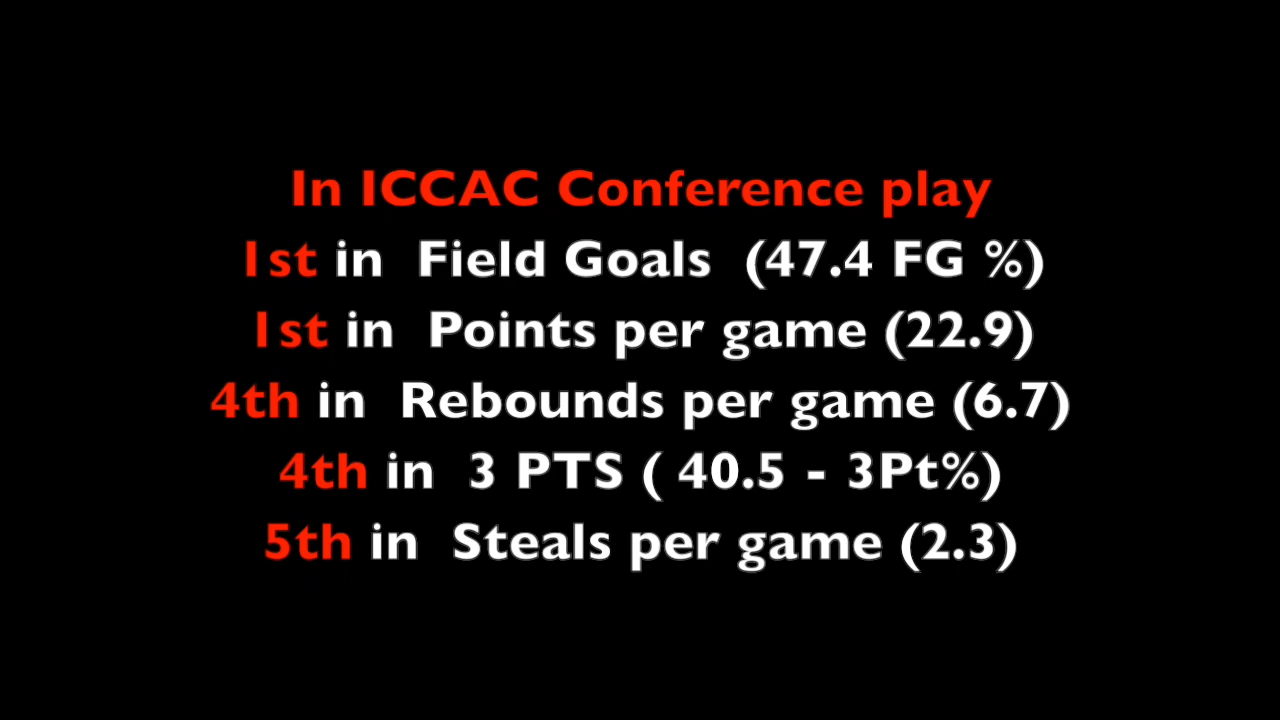 In ICCAC Conference play
1st in Field Goals (47.4 FG %)
1st in Points per game (22.9)
4th in Rebounds per game (6.7)
4th in 3 PTS ( 40.5 - 3Pt%)
5th in Steals per game (2.3)